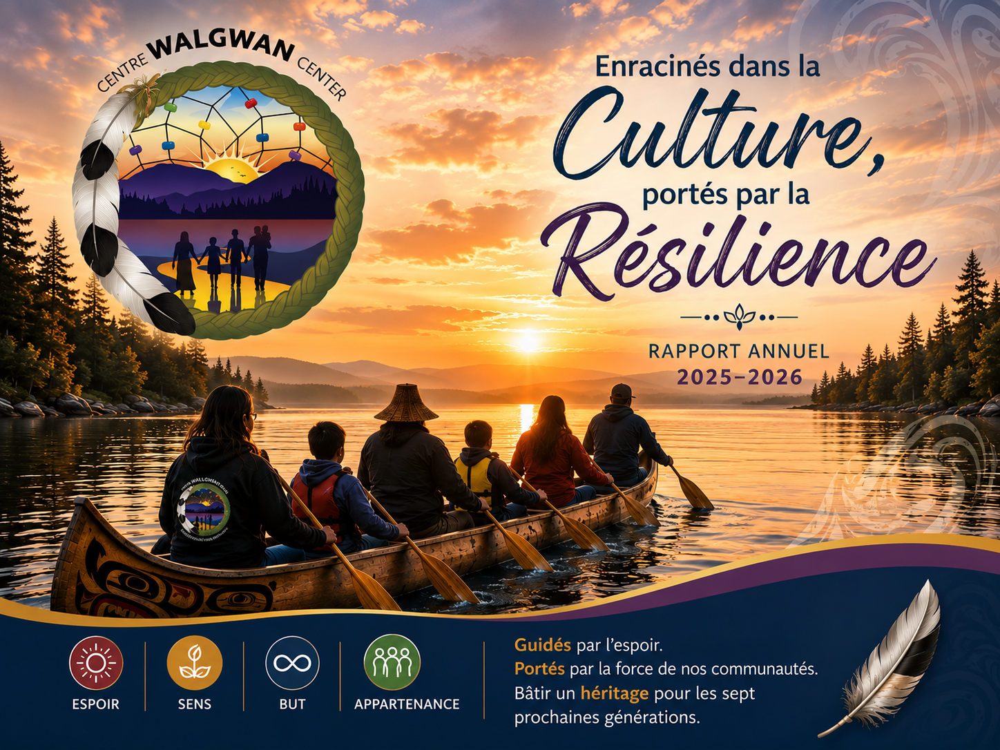 CENTRE WALGWAN CENTER
Enracinés dans la
Culture,
portés par la
Résilience
RAPPORT ANNUEL
2025–2026
ESPOIR
SENS
BUT
APPARTENANCE
Guidés par l'espoir.
Portés par la force de nos communautés.
Bâtir un héritage pour les sept
prochaines générations.